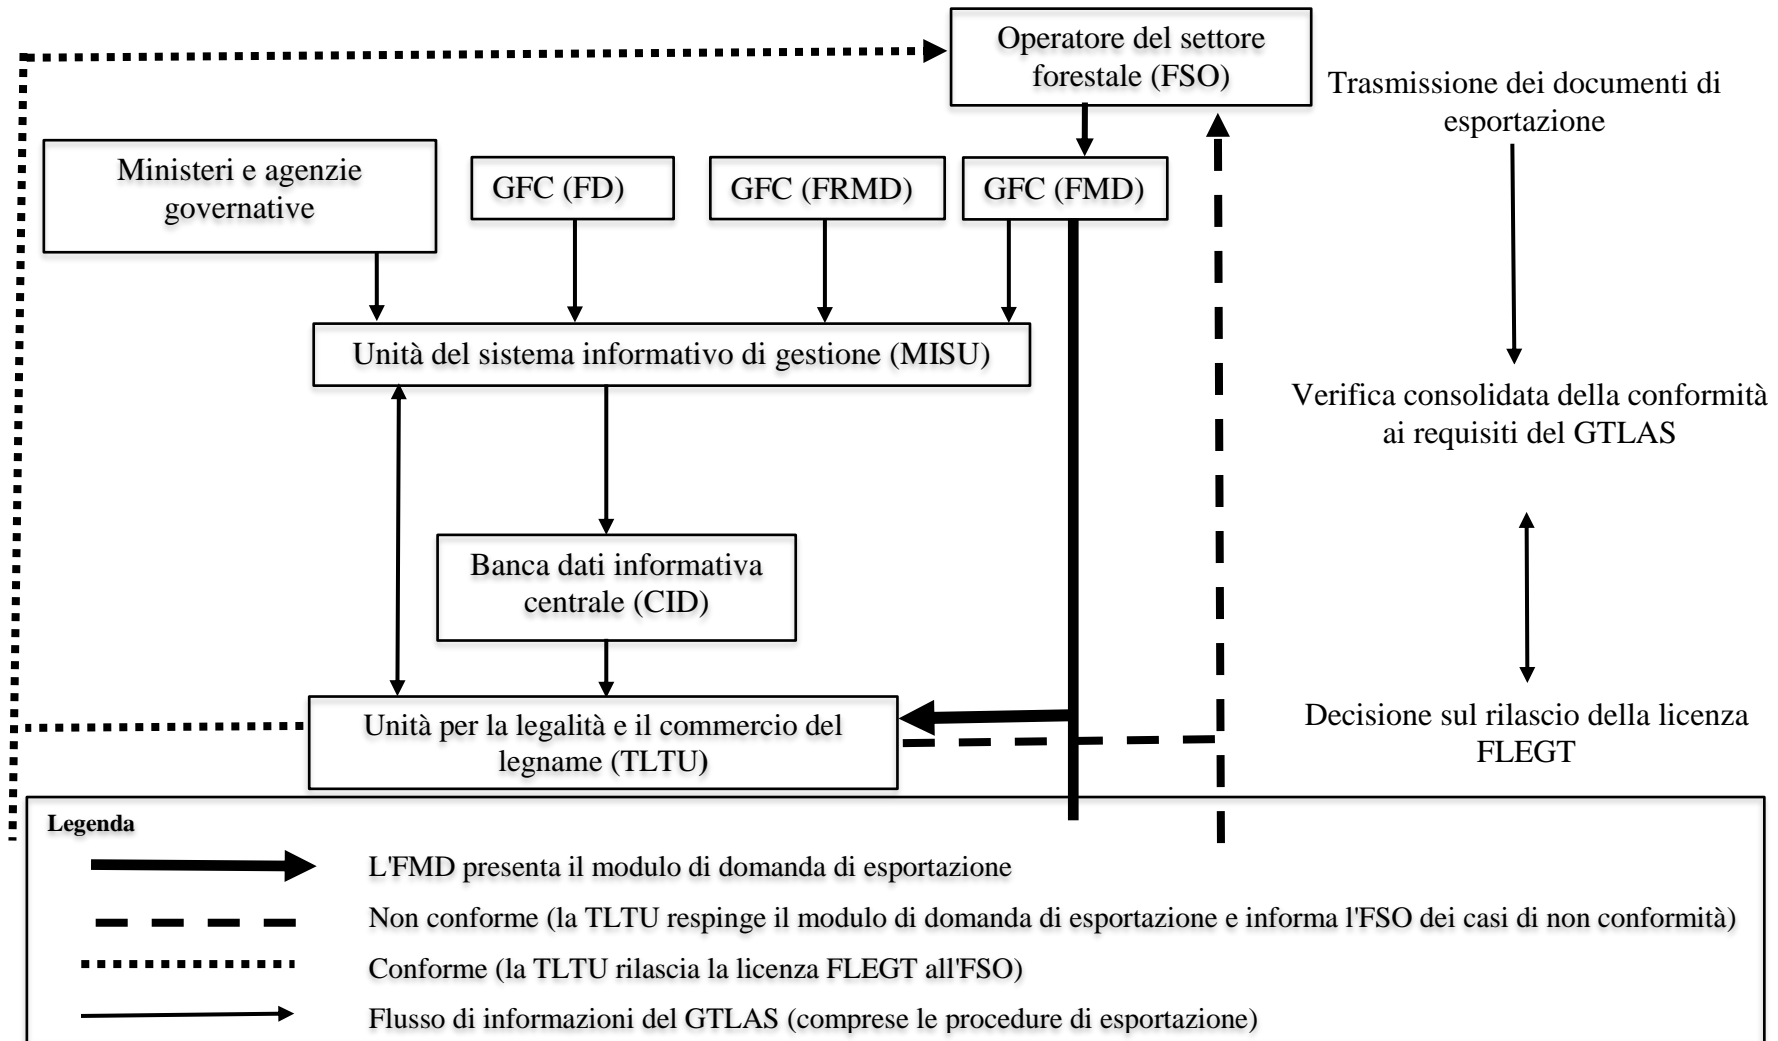 Operatore del settore
forestale (FSO)
Trasmissione dei documenti di
esportazione
Ministeri e agenzie
governative
GFC (FD)
GFC (FRMD)
GFC (FMD)
Unità del sistema informativo di gestione (MISU)
Verifica consolidata della conformità
ai requisiti del GTLAS
Banca dati informativa
centrale (CID)
Unità per la legalità e il commercio del
legname (TLTU)
Decisione sul rilascio della licenza
FLEGT
Legenda
L'FMD presenta il modulo di domanda di esportazione
Non conforme (la TLTU respinge il modulo di domanda di esportazione e informa l'FSO dei casi di non conformità)
Conforme (la TLTU rilascia la licenza FLEGT all'FSO)
Flusso di informazioni del GTLAS (comprese le procedure di esportazione)